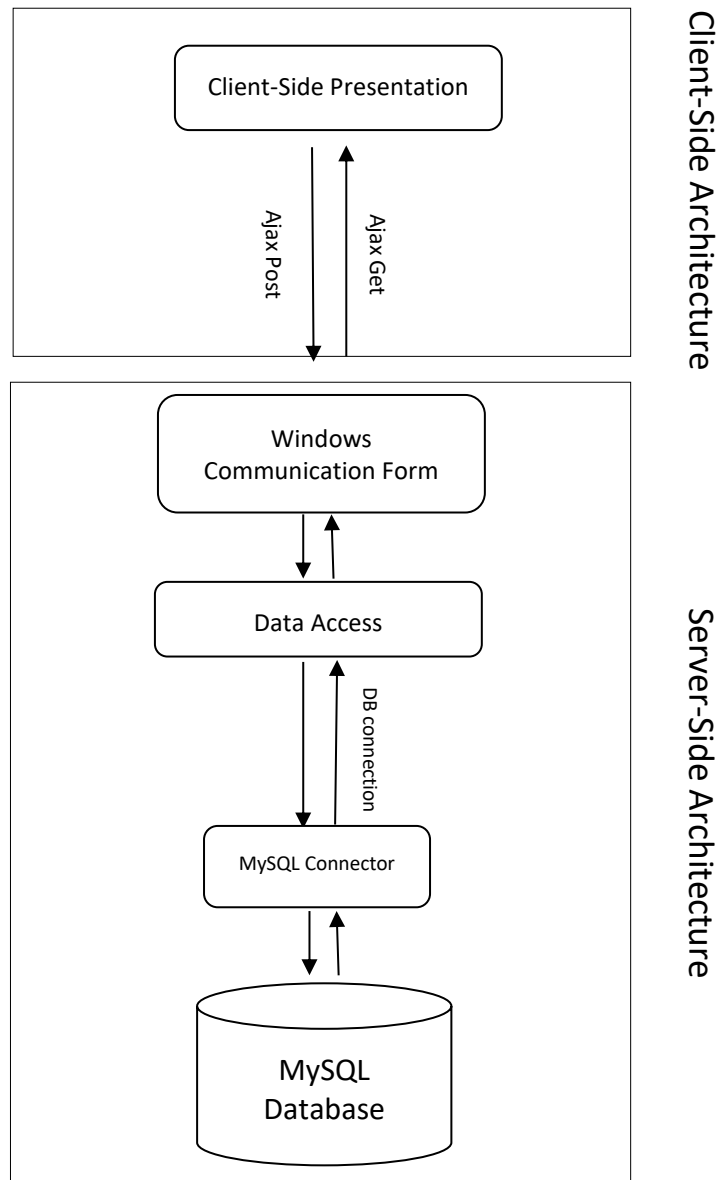 Client-Side Architecture
Client-Side Presentation
Ajax Post
Ajax Get
Server-Side Architecture
Windows
Communication Form
Data Access
DB connection
MySQL Connector
MySQL
Database